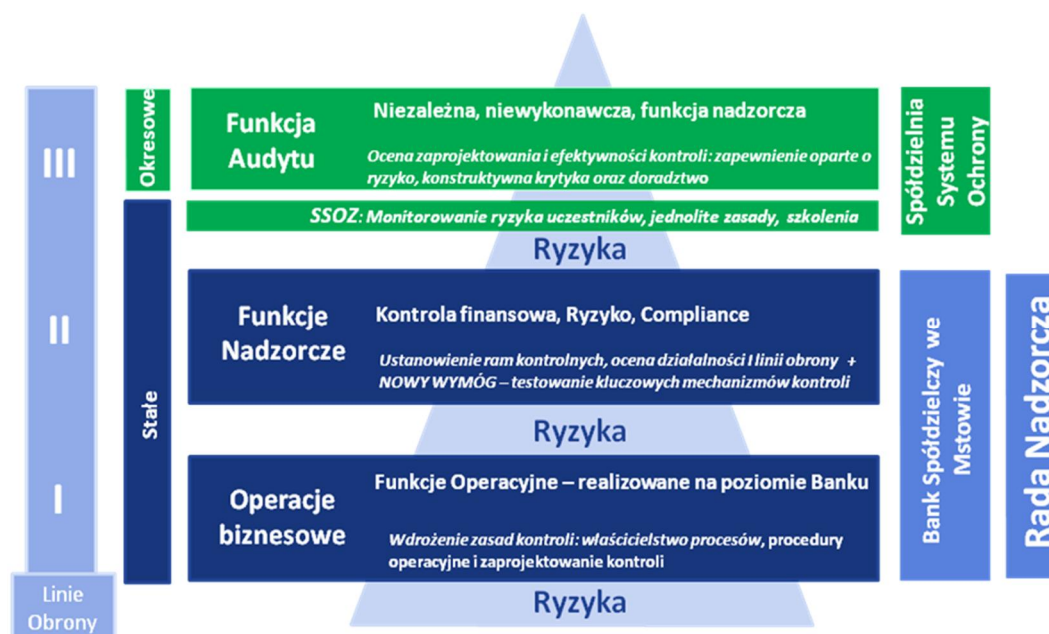 III
Okresowe
Funkcja
Audytu
Niezależna, niewykonawcza, funkcja nadzorcza
Ocena zaprojektowania i efektywności kontroli: zapewnienie oparte o
ryzyko, konstruktywna krytyka oraz doradztwo
Spółdzielnia
Systemu
Ochrony
SSOZ: Monitorowanie ryzyka uczestników, jednolite zasady, szkolenia
Ryzyka
II
Stałe
Funkcje
Nadzorcze
Kontrola finansowa, Ryzyko, Compliance
Ustanowienie ram kontrolnych, ocena działalności I linii obrony +
NOWY WYMÓG – testowanie kluczowych mechanizmów kontroli
Bank Spółdzielczy we
Mstowie
Rada Nadzorcza
Ryzyka
I
Operacje
biznesowe
Funkcje Operacyjne – realizowane na poziomie Banku
Wdrożenie zasad kontroli: właścicielstwo procesów, procedury
operacyjne i zaprojektowanie kontroli
Ryzyka
Linie
Obrony